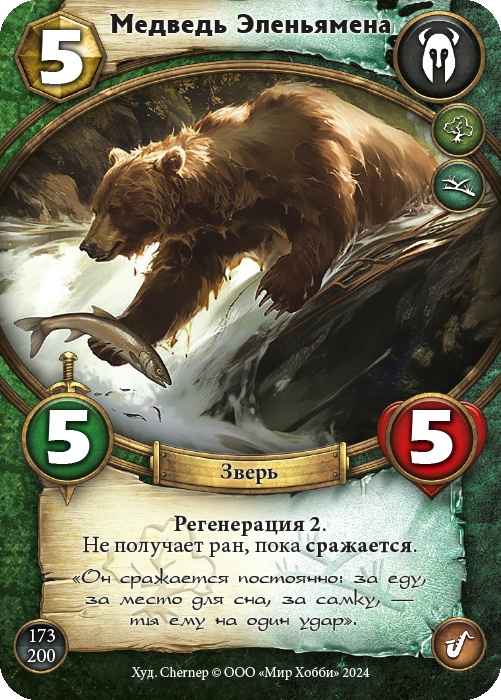 Медведь Эленьямена
5
5
5
Зверь
Регенерация 2.
Не получает ран, пока сражается.
«Он сражается постоянно: за еду,
за место для сна, за самку, —
ты ему на один удар».
173
200
Худ. Chernep © ООО «Мир Хобби» 2024